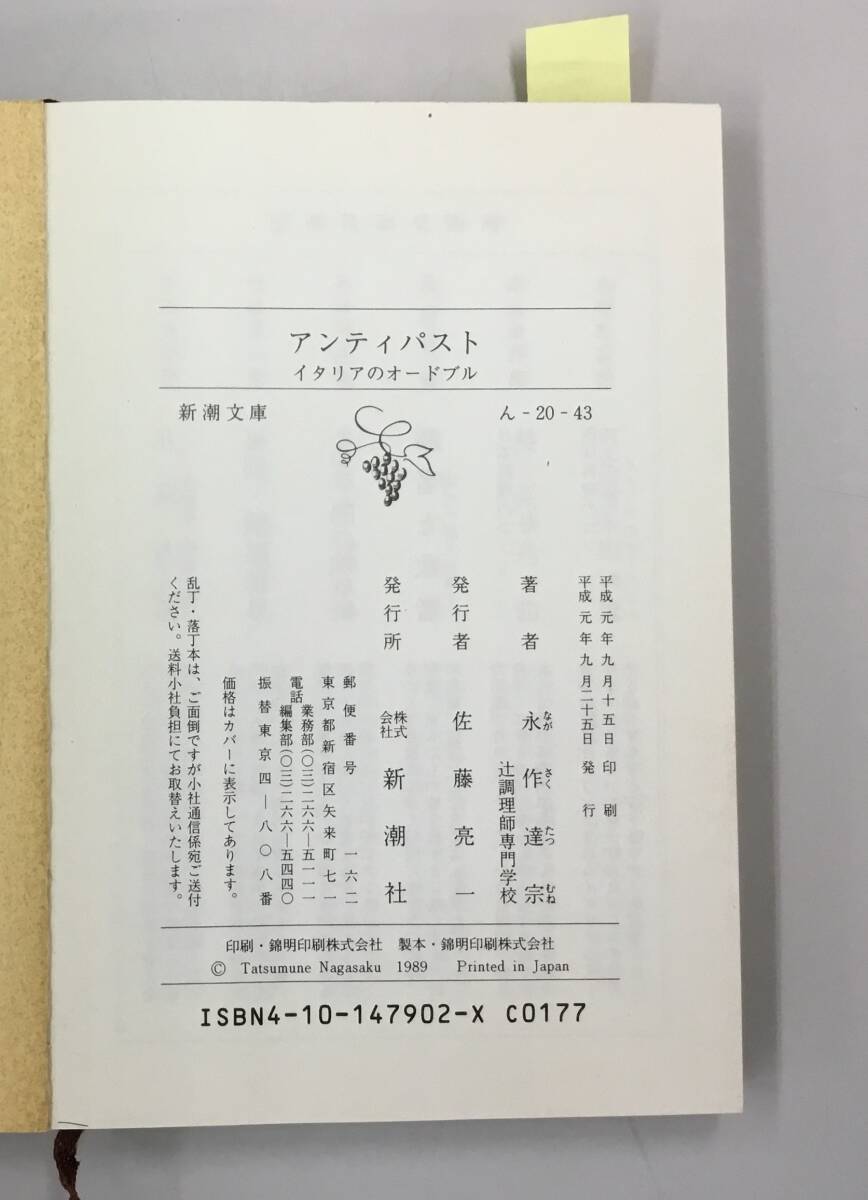 アンティパスト
イタリアのオードブル
新潮文庫
ん-20-43
平成元年九月十五日 印刷
平成元年九月二十五日 発行
著者 永作達宗
なが さく たつ むね
辻調理師専門学校
発行者 佐藤亮一
発行所 株式会社 新潮社
郵便番号 一六二
東京都新宿区矢来町七一
電話 業務部(〇三)二六六―五一一一
編集部(〇三)二六六―五四四〇
振替東京四―八〇八番
価格はカバーに表示してあります。
乱丁・落丁本は、ご面倒ですが小社通信係宛ご送付
ください。送料小社負担にてお取替えいたします。
印刷・錦明印刷株式会社 製本・錦明印刷株式会社
© Tatsumune Nagasaku 1989 Printed in Japan
ISBN4-10-147902-X C0177